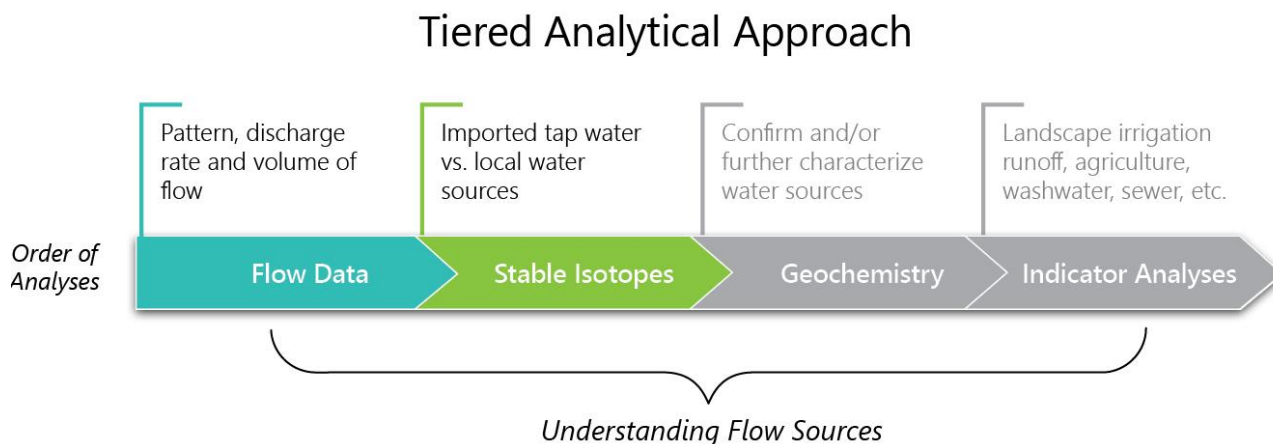 Tiered Analytical Approach
Pattern, discharge
rate and volume of
flow
Imported tap water
vs. local water
sources
Confirm and/or
further characterize
water sources
Landscape irrigation
runoff, agriculture,
washwater, sewer, etc.
Order of
Analyses
Flow Data
Stable Isotopes
Geochemistry
Indicator Analyses
Understanding Flow Sources